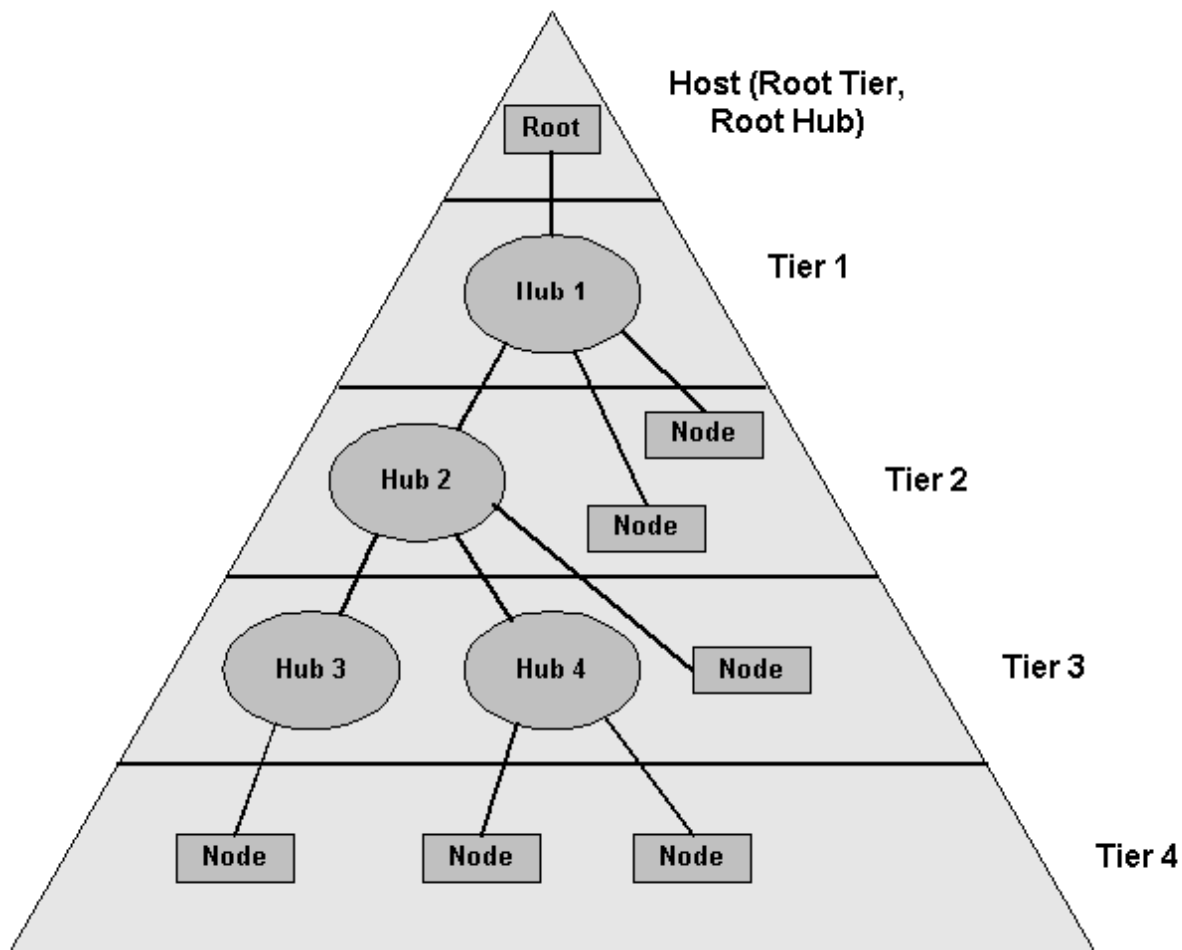 Host (Root Tier,
Root Hub)
Root
Hub 1
Tier 1
Node
Hub 2
Tier 2
Node
Hub 3
Hub 4
Node
Tier 3
Node
Node
Node
Tier 4